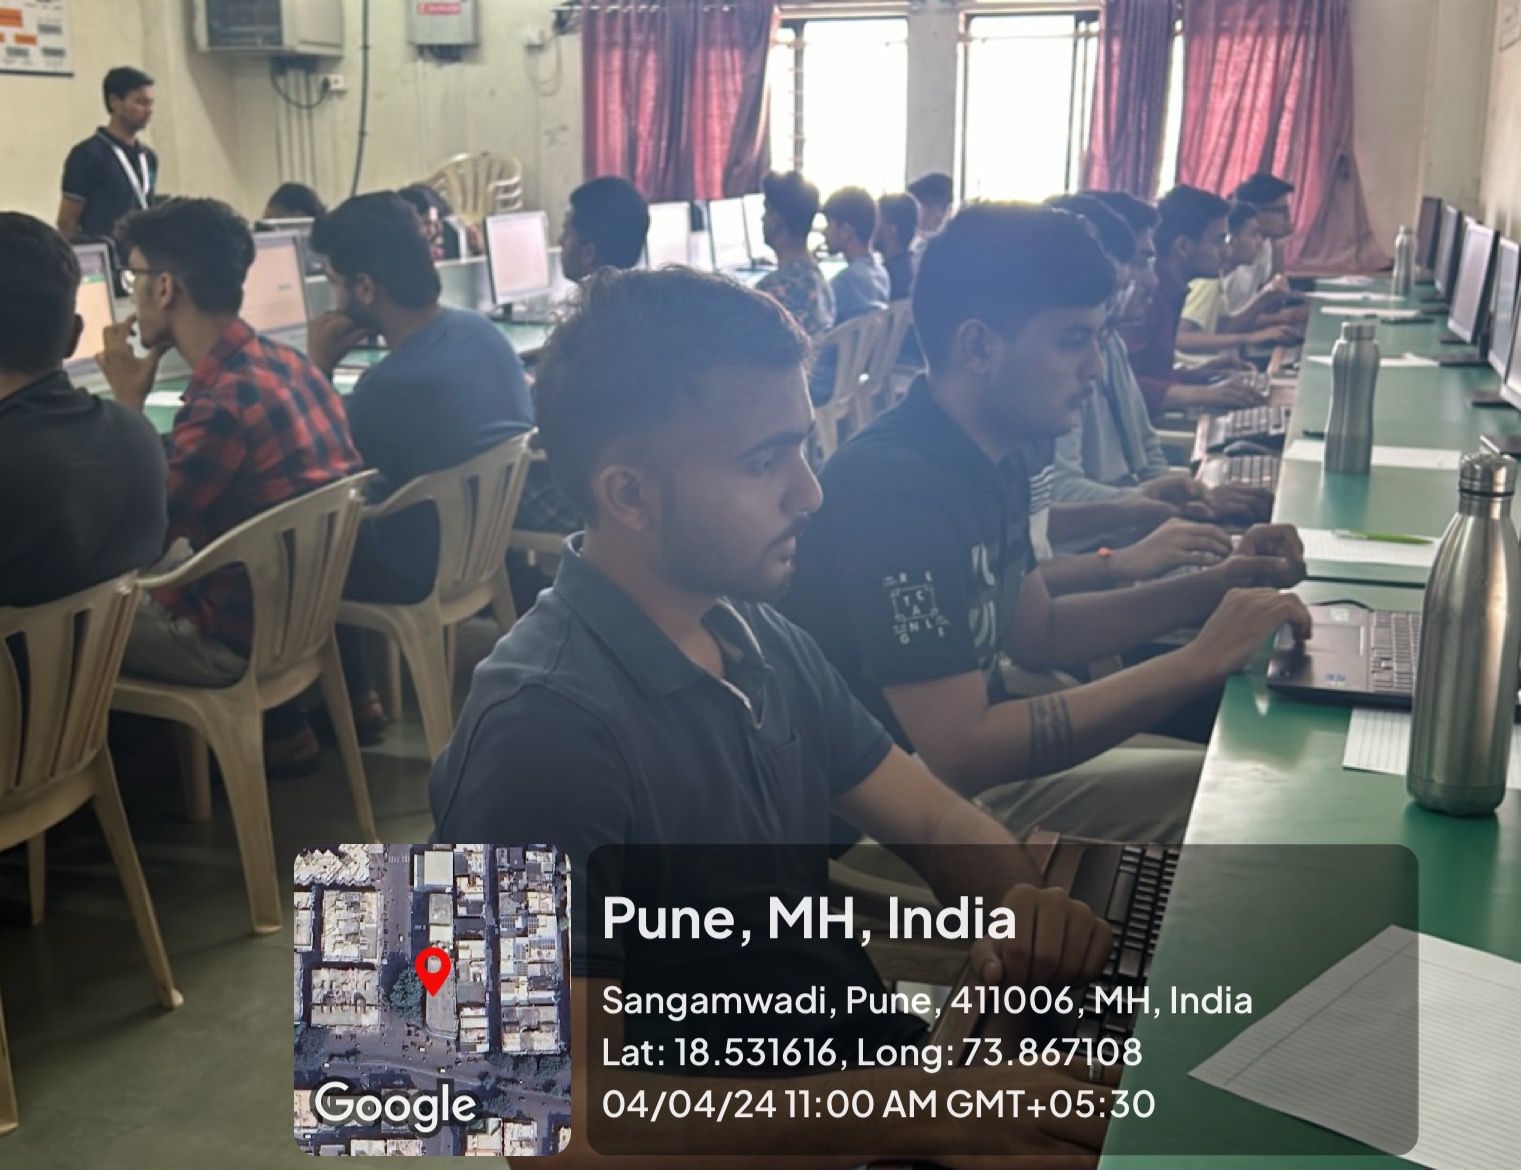 Pune, MH, India
Sangamwadi, Pune, 411006, MH, India
Lat: 18.531616, Long: 73.867108
04/04/24 11:00 AM GMT+05:30
Google